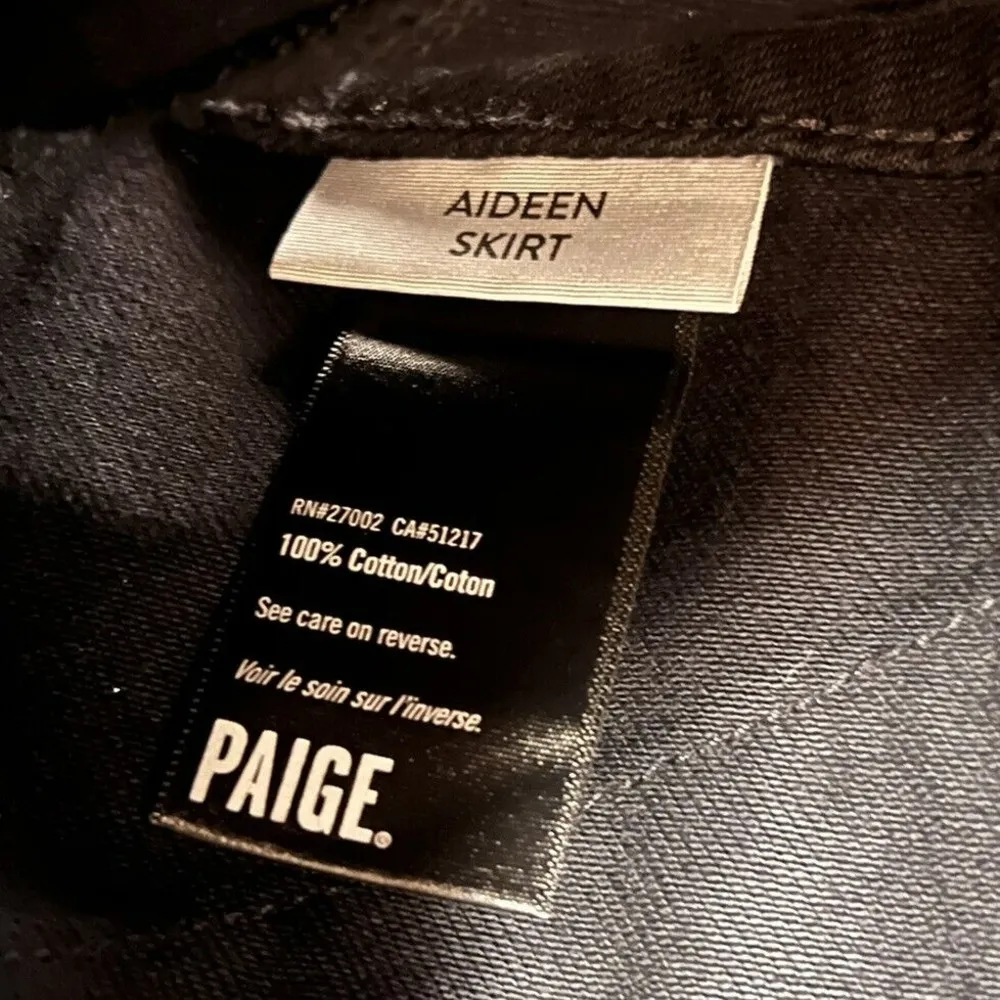 AIDEEN
SKIRT
RN#27002 CA#51217
100% Cotton/Coton
See care on reverse.
Voir le soin sur l'inverse.
PAIGE®